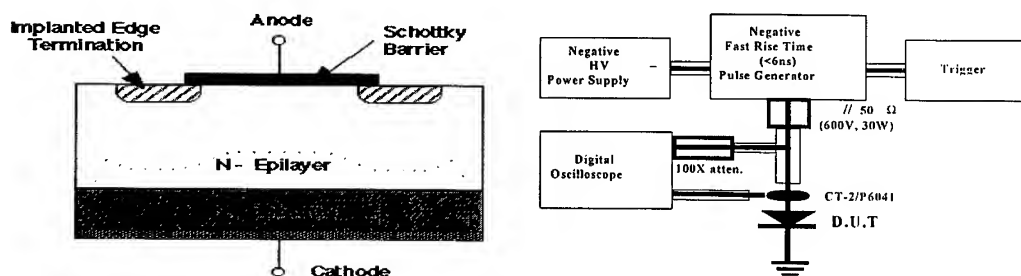 Implanted Edge
Termination
Anode
Schottky
Barrier
N- Epilayer
Cathode
Negative
HV
Power Supply
Negative
Fast Rise Time
(<6ns)
Pulse Generator
Trigger
// 50 Ω
(600V, 30W)
Digital
Oscilloscope
100X atten.
CT-2/P6041
D.U.T